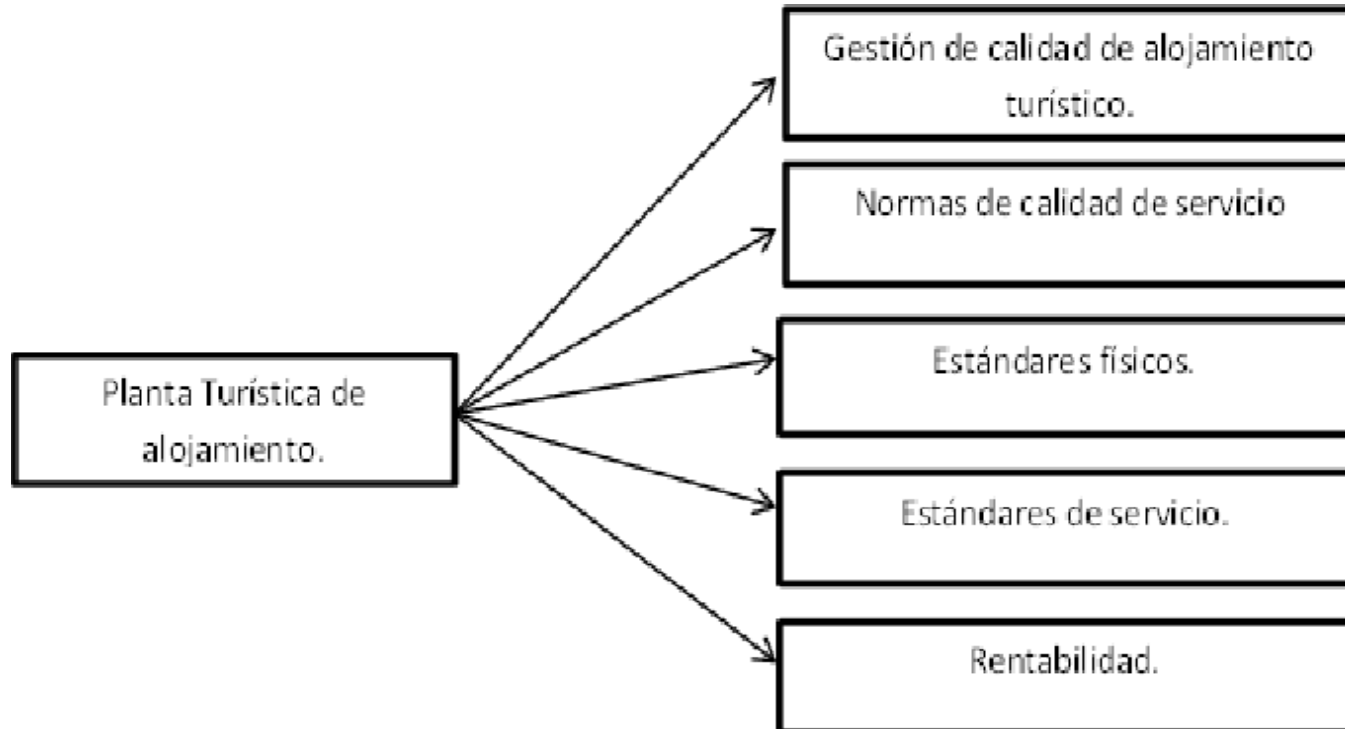 Gestión de calidad de alojamiento
turístico.
Normas de calidad de servicio
Estándares físicos.
Planta Turística de
alojamiento.
Estándares de servicio.
Rentabilidad.